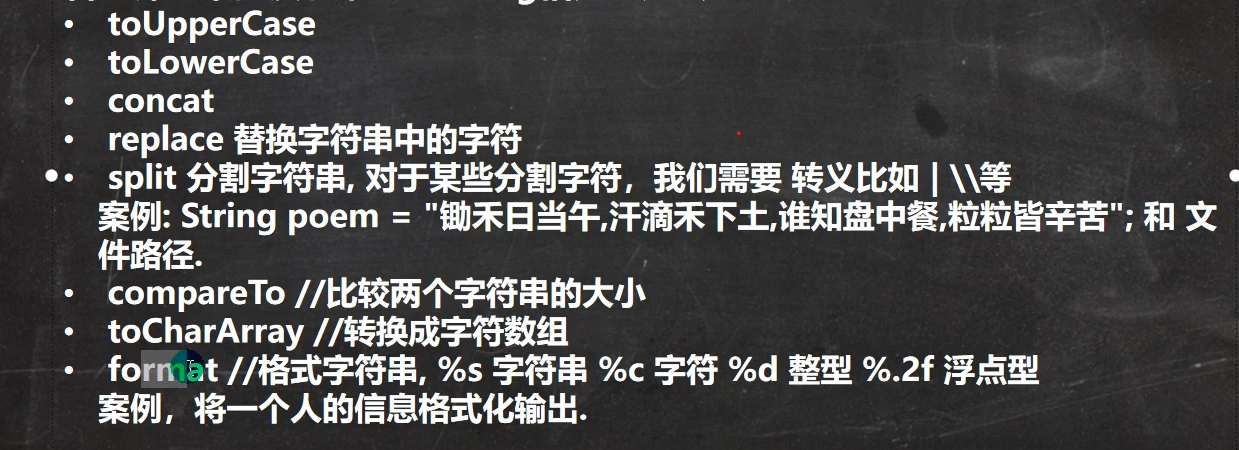 • toUpperCase
• toLowerCase
• concat
• replace 替换字符串中的字符
• split 分割字符串, 对于某些分割字符，我们需要 转义比如 | \\等
案例: String poem = "锄禾日当午,汗滴禾下土,谁知盘中餐,粒粒皆辛苦"; 和 文
件路径.
• compareTo //比较两个字符串的大小
• toCharArray //转换成字符数组
• format //格式字符串, %s 字符串 %c 字符 %d 整型 %.2f 浮点型
案例，将一个人的信息格式化输出.